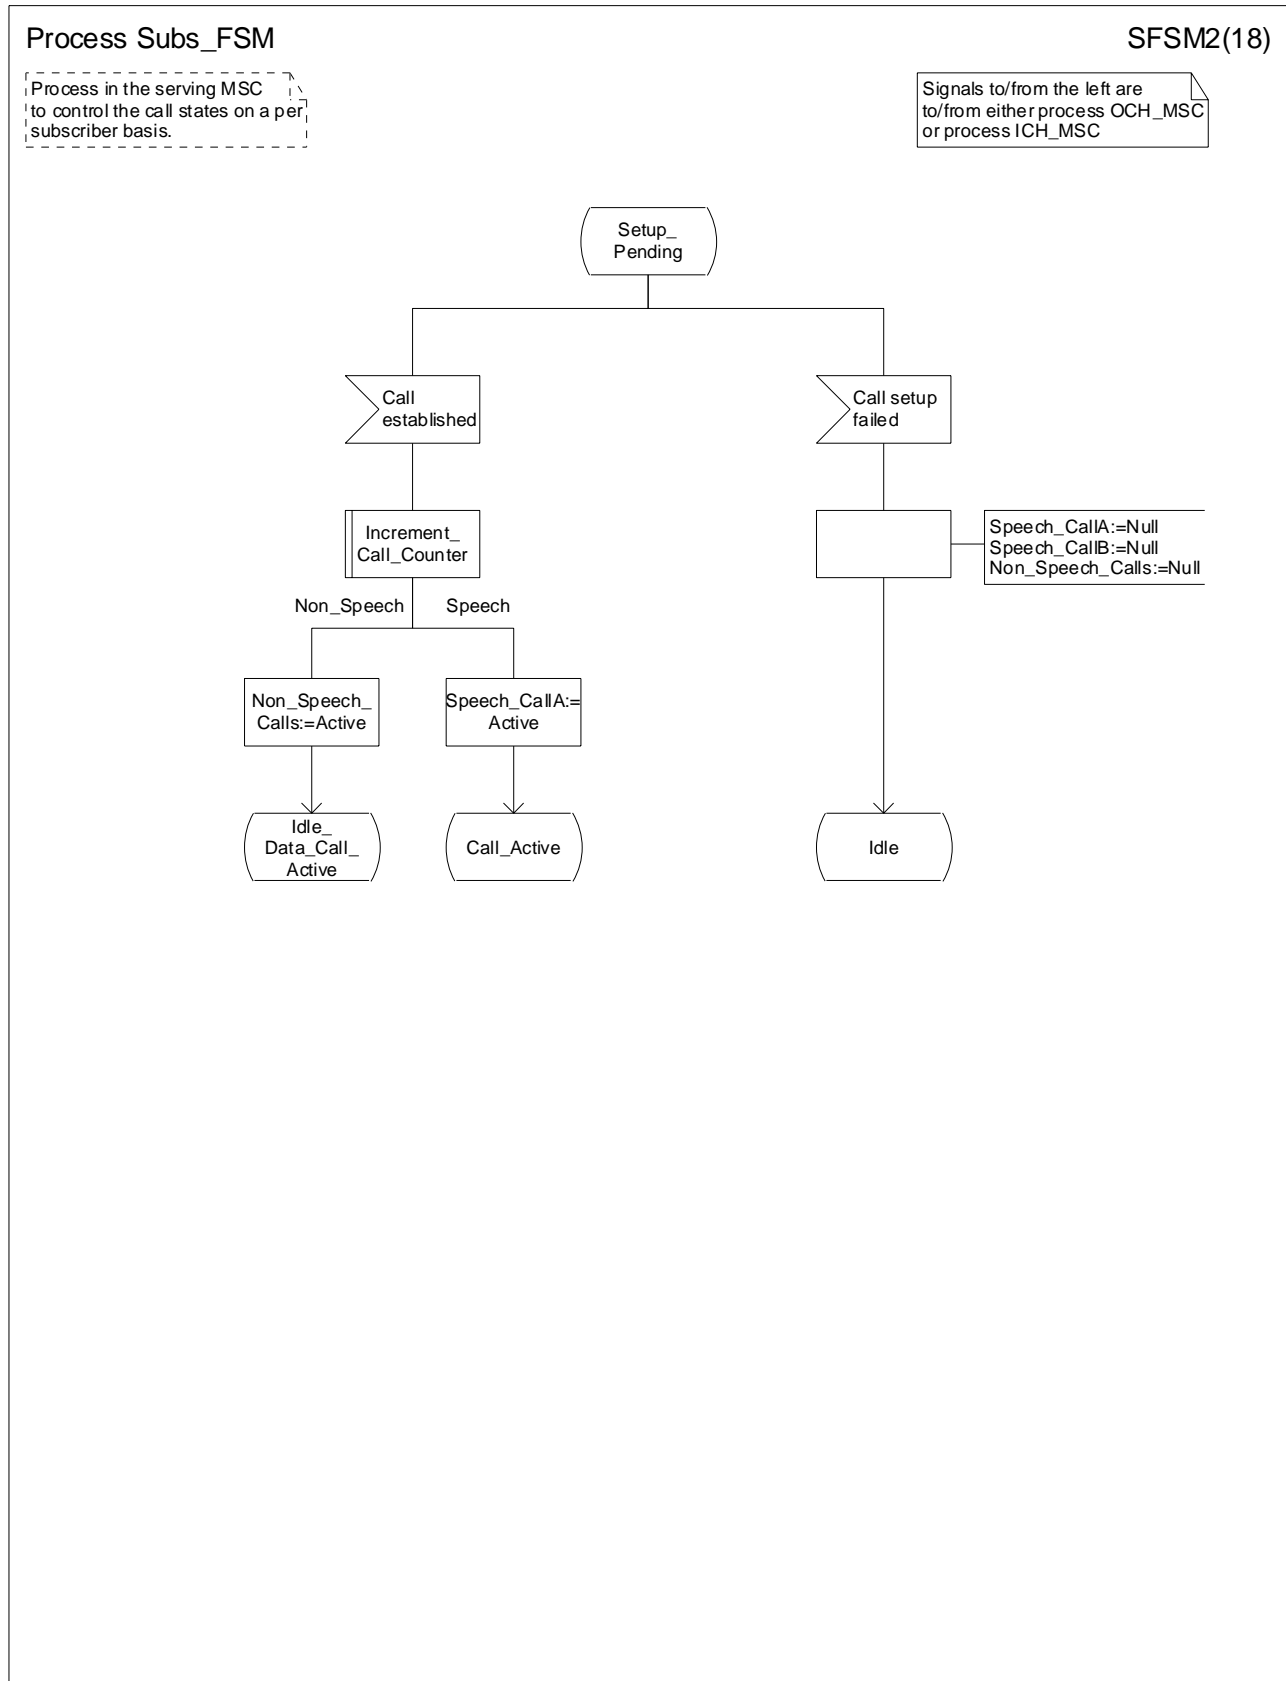 Process Subs_FSM
SFSM2(18)
Process in the serving MSC
to control the call states on a per
subscriber basis.
Signals to/from the left are
to/from either process OCH_MSC
or process ICH_MSC
Setup_
Pending
Call
established
Call setup
failed
Increment_
Call_Counter
Speech_CallA:=Null
Speech_CallB:=Null
Non_Speech_Calls:=Null
Non_Speech
Speech
Non_Speech_
Calls:=Active
Speech_CallA:=
Active
Idle_
Data_Call_
Active
Call_Active
Idle